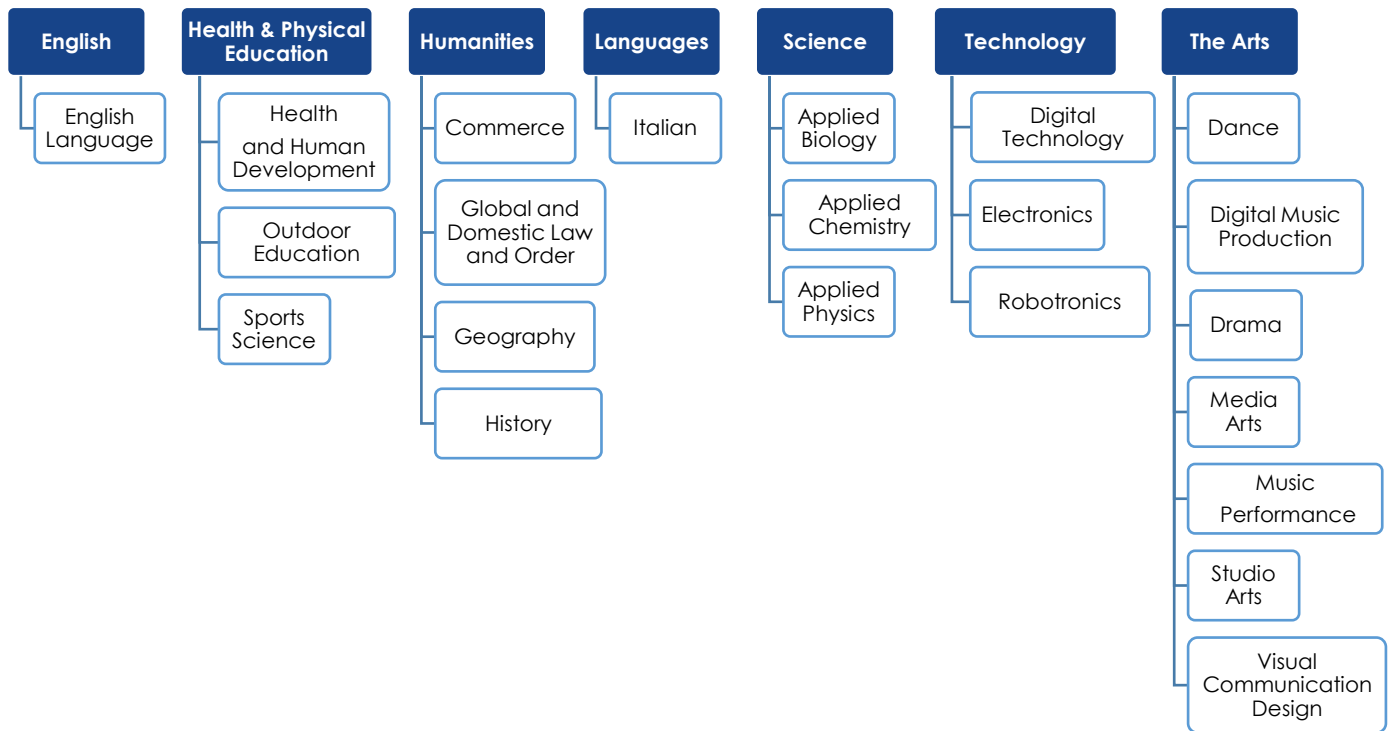 English
English
Language
Health & Physical
Education
Health
and Human
Development
Outdoor
Education
Sports
Science
Humanities
Commerce
Global and
Domestic Law
and Order
Geography
History
Languages
Italian
Science
Applied
Biology
Applied
Chemistry
Applied
Physics
Technology
Digital
Technology
Electronics
Robotronics
The Arts
Dance
Digital Music
Production
Drama
Media
Arts
Music
Performance
Studio
Arts
Visual
Communication
Design